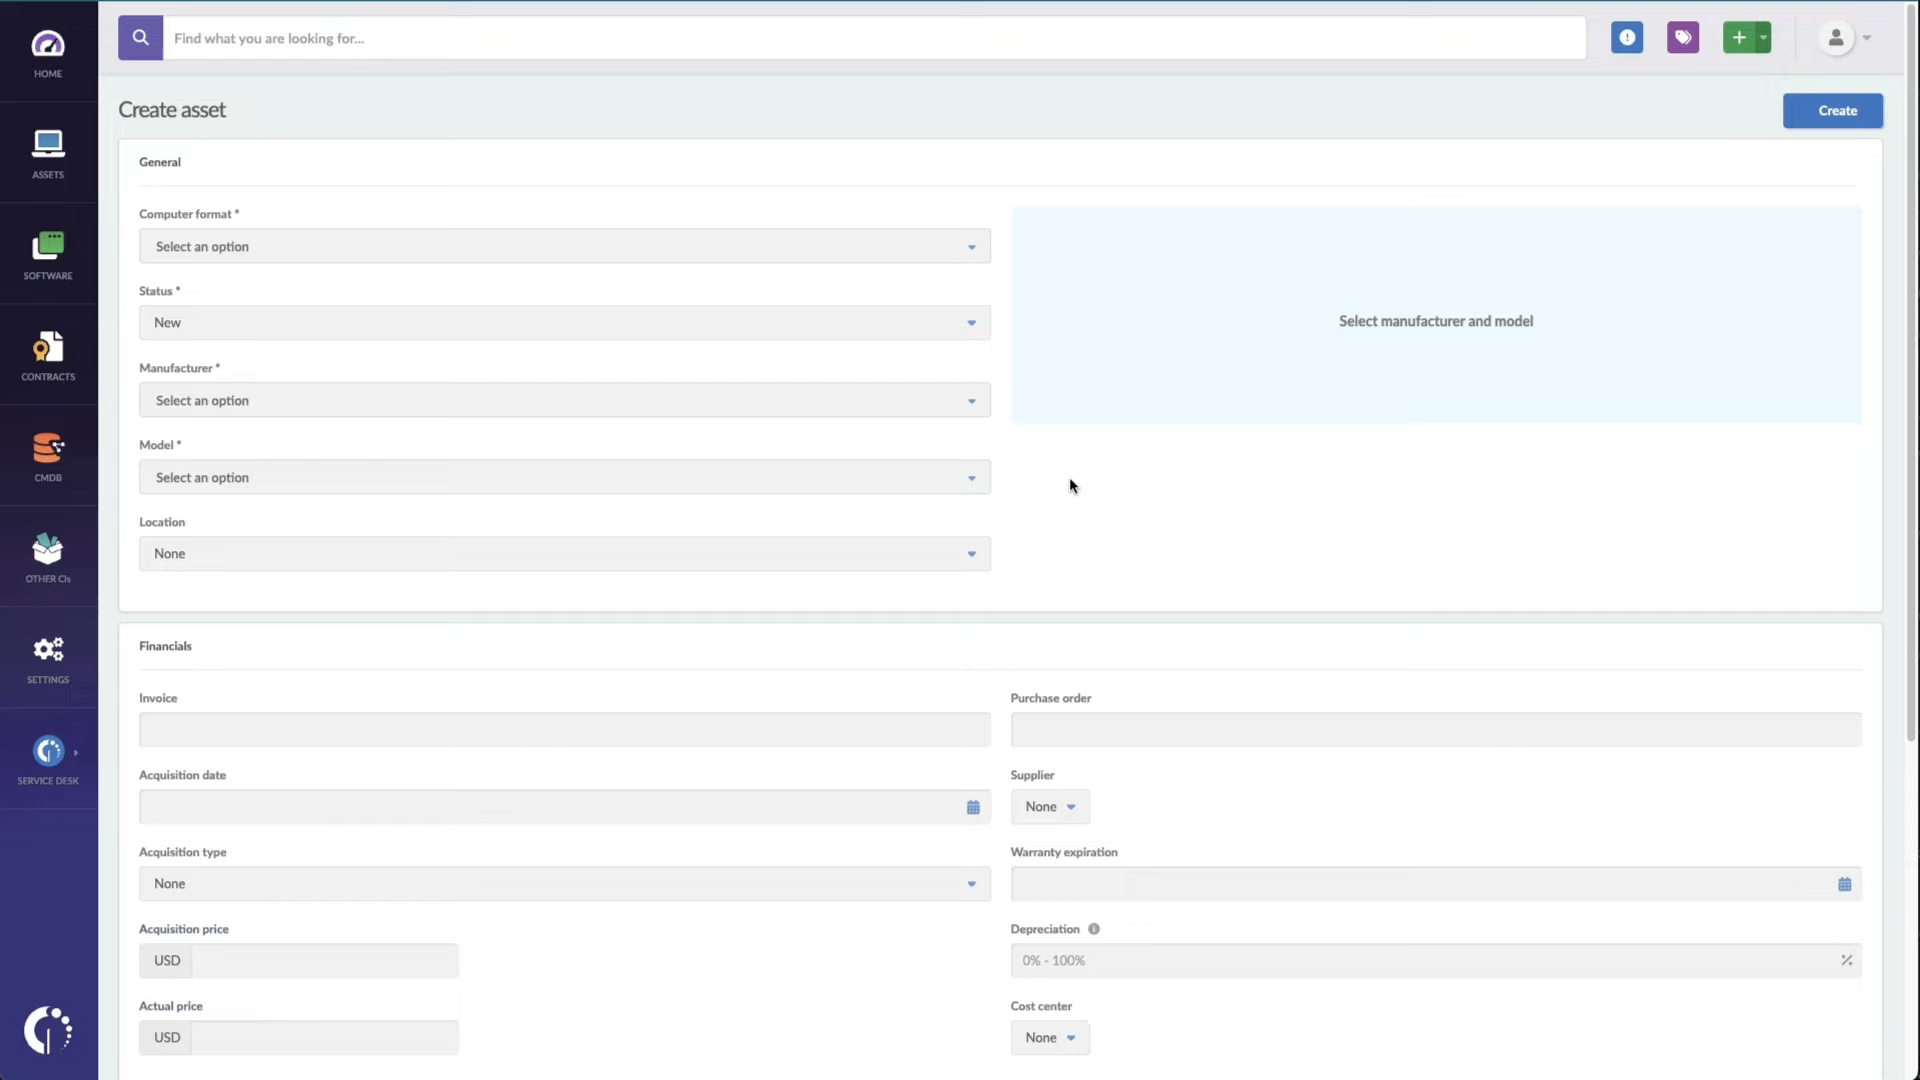 HOME
ASSETS
SOFTWARE
CONTRACTS
CMDB
OTHER CIs
SETTINGS
SERVICE DESK
Find what you are looking for...
Create asset
Create
General
Computer format *
Select an option
Status *
New
Manufacturer *
Select an option
Model *
Select an option
Location
None
Select manufacturer and model
Financials
Invoice
Purchase order
Acquisition date
Supplier
None
Acquisition type
None
Warranty expiration
Acquisition price
USD
Depreciation
0% - 100%
%
Actual price
USD
Cost center
None